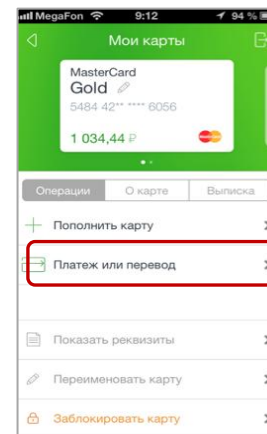 MegaFon 9:12 94 %
Мои карты
MasterCard
Gold
5484 42** **** 6056
1 034,44 ₽
MasterCard
Операции О карте Выписка
Пополнить карту
Платеж или перевод
Показать реквизиты
Переименовать карту
Заблокировать карту